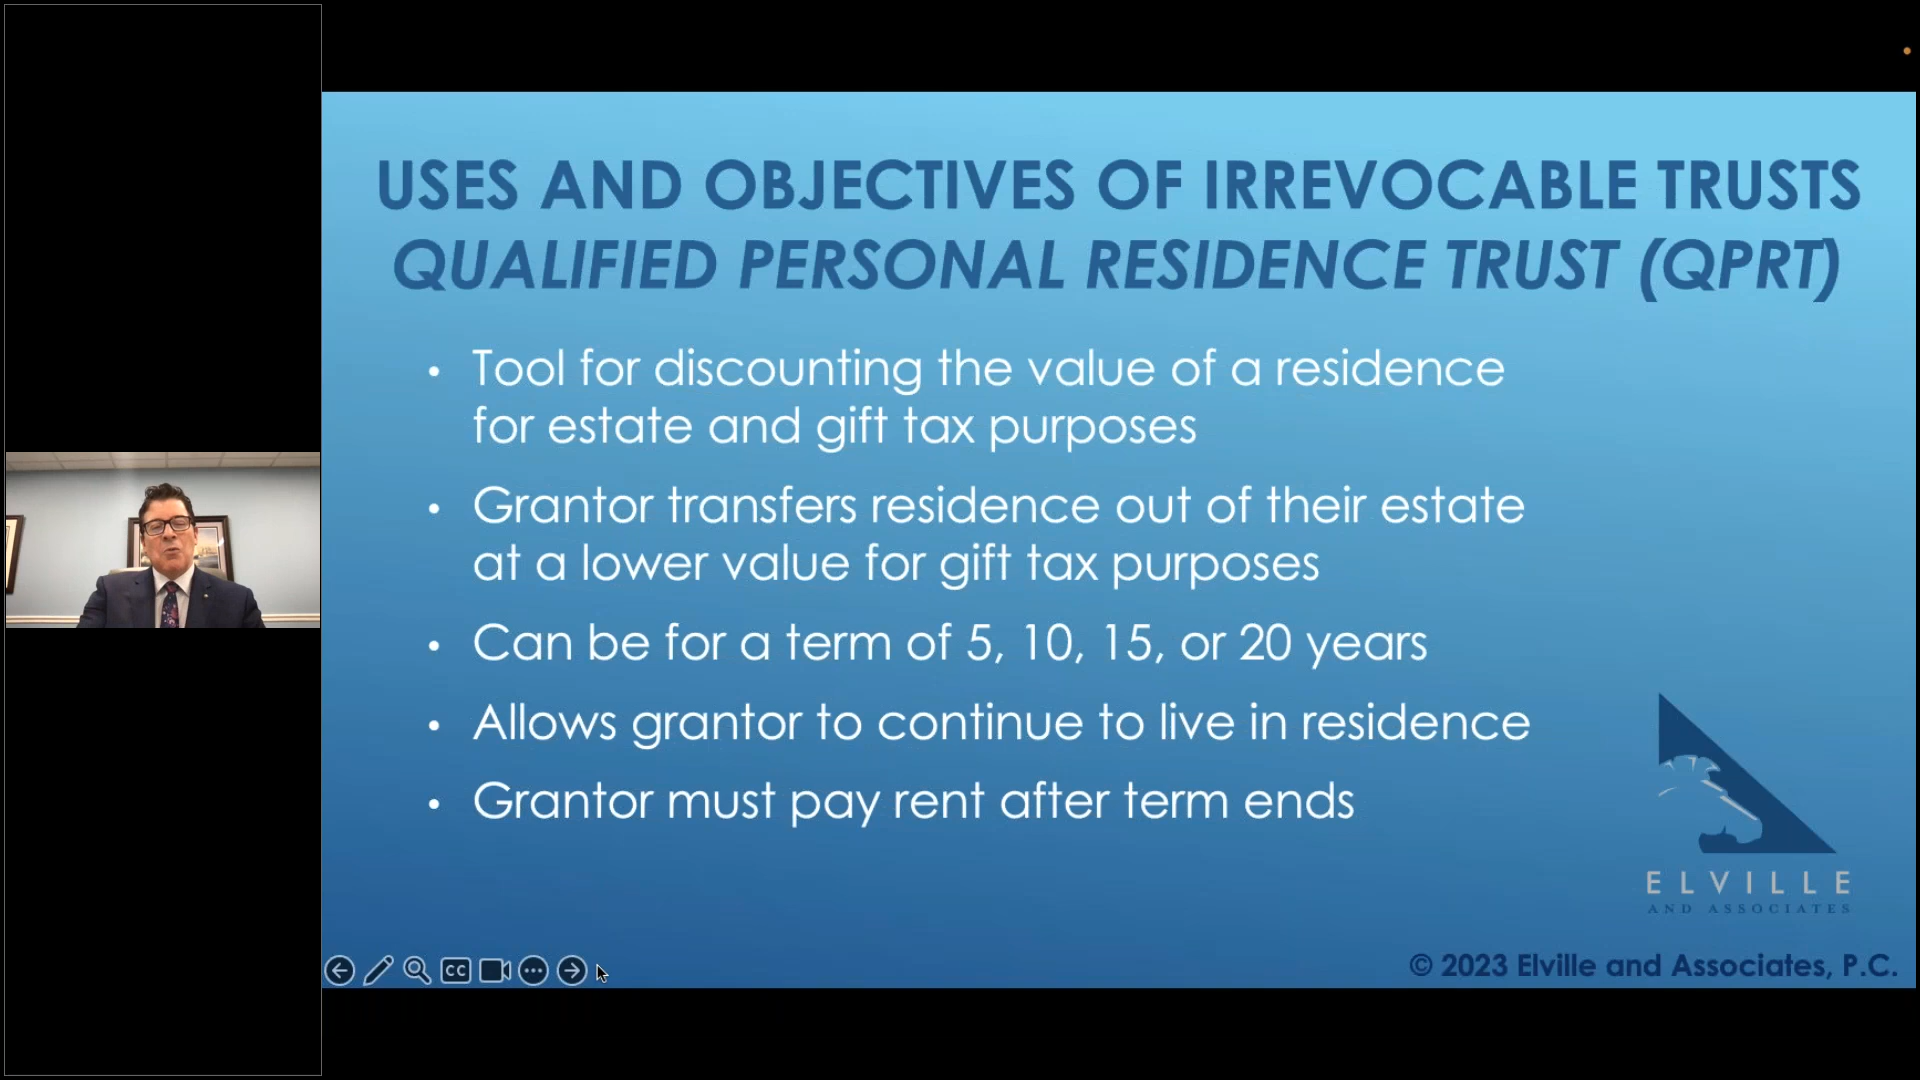 USES AND OBJECTIVES OF IRREVOCABLE TRUSTS
QUALIFIED PERSONAL RESIDENCE TRUST (QPRT)
• Tool for discounting the value of a residence
for estate and gift tax purposes
• Grantor transfers residence out of their estate
at a lower value for gift tax purposes
• Can be for a term of 5, 10, 15, or 20 years
• Allows grantor to continue to live in residence
• Grantor must pay rent after term ends
ELVILLE
AND ASSOCIATES
© 2023 Elville and Associates, P.C.
CC